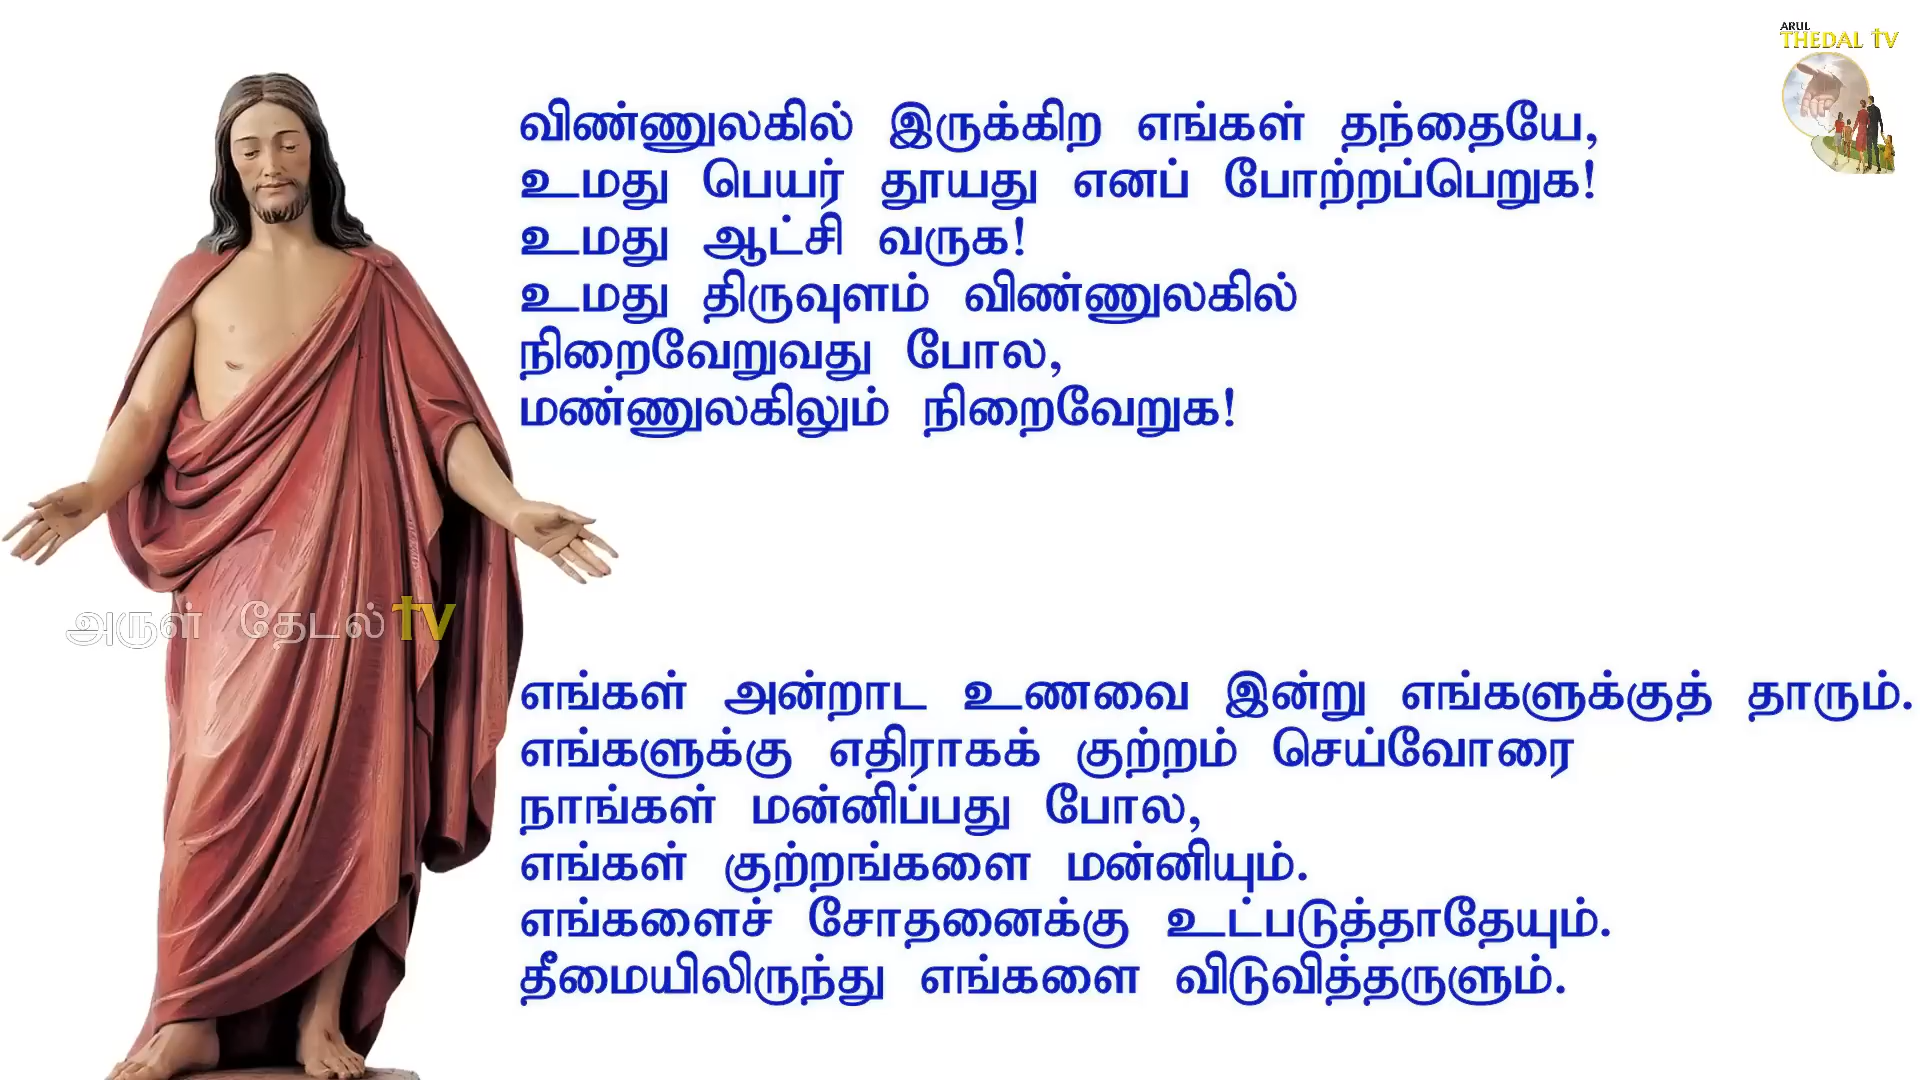 ARUL
THEDAL TV
விண்ணுலகில் இருக்கிற எங்கள் தந்தையே,
உமது பெயர் தூயது எனப் போற்றப்பெறுக!
உமது ஆட்சி வருக!
உமது திருவுளம் விண்ணுலகில்
நிறைவேறுவது போல,
மண்ணுலகிலும் நிறைவேறுக!
அருள் தேடல் TV
எங்கள் அன்றாட உணவை இன்று எங்களுக்குத் தாரும்.
எங்களுக்கு எதிராகக் குற்றம் செய்வோரை
நாங்கள் மன்னிப்பது போல,
எங்கள் குற்றங்களை மன்னியும்.
எங்களைச் சோதனைக்கு உட்படுத்தாதேயும்.
தீமையிலிருந்து எங்களை விடுவித்தருளும்.